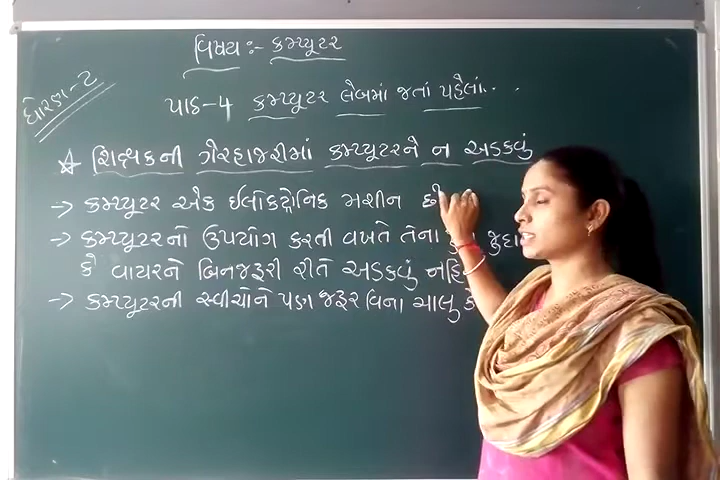 વિષય :- કમ્પ્યુટર
ધોરણ-૨
પાઠ-4 કમ્પ્યુટર લેબમાં જતાં પહેલાં...
☆ શિક્ષકની ગેરહાજરીમાં કમ્પ્યુટરને ન અડકવું
→ કમ્પ્યુટર એક ઈલેક્ટ્રોનિક મશીન છે
→ કમ્પ્યુટરનો ઉપયોગ કરતી વખતે તેના જુદા
કે વાયરને બિનજરૂરી રીતે અડકવું નહિ
→ કમ્પ્યુટરની સ્વીચોને પણ જરૂર વિના ચાલુ કે